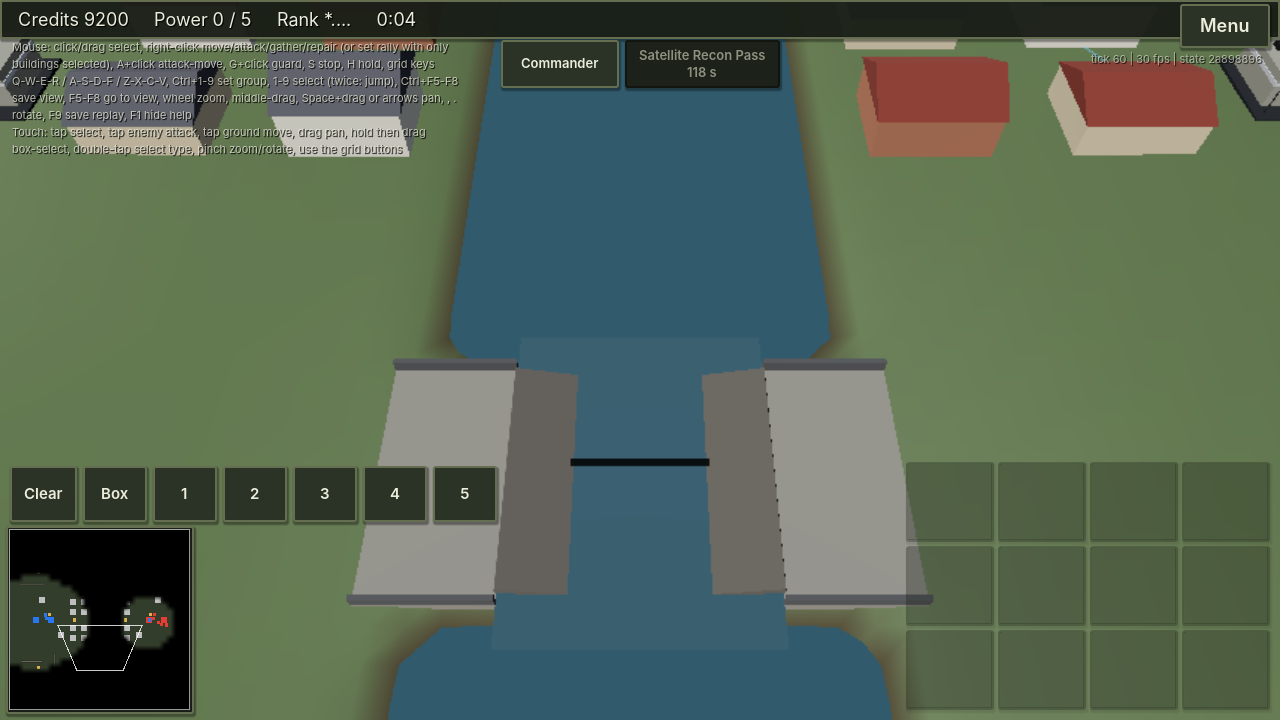 Credits 9200 Power 0 / 5 Rank *.... 0:04
Menu
Mouse: click/drag select, right-click move/attack/gather/repair (or set rally with only
buildings selected), A+click attack-move, G+click guard, S stop, H hold, grid keys
Q-W-E-R / A-S-D-F / Z-X-C-V, Ctrl+1-9 set group, 1-9 select (twice: jump), Ctrl+F5-F8
save view, F5-F8 go to view, wheel zoom, middle-drag, Space+drag or arrows pan, , .
rotate, F9 save replay, F1 hide help
Touch: tap select, tap enemy attack, tap ground move, drag pan, hold then drag
box-select, double-tap select type, pinch zoom/rotate, use the grid buttons
Commander
Satellite Recon Pass
118 s
tick 60 | 30 fps | state 2a893896
Clear Box 1 2 3 4 5